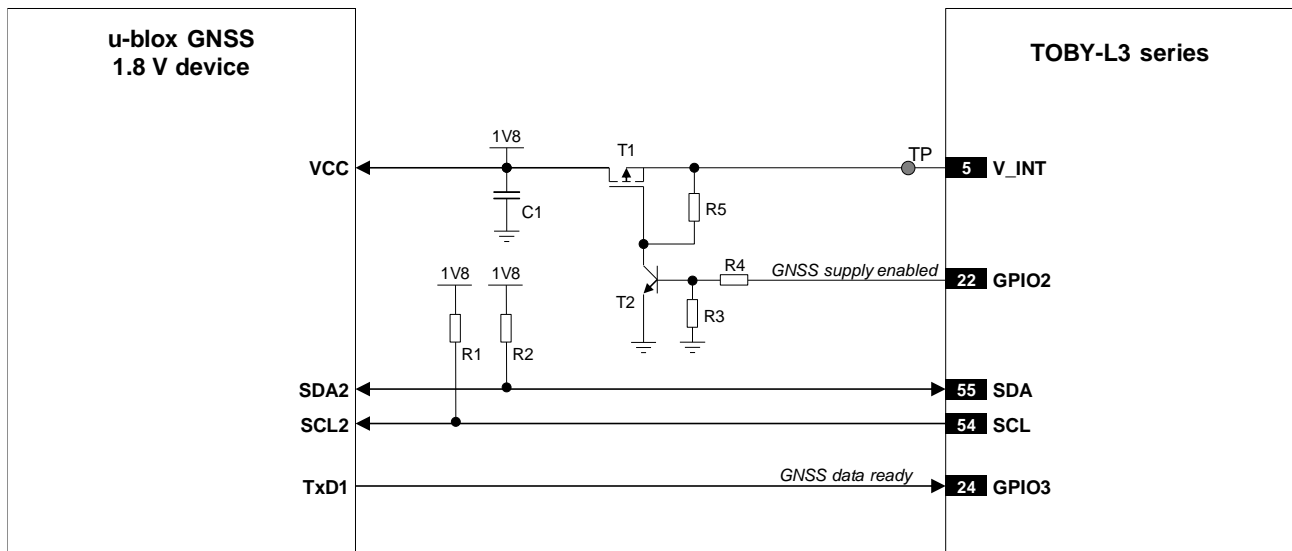 u-blox GNSS
1.8 V device
TOBY-L3 series
1V8
T1
TP
VCC
5 V_INT
C1
R5
1V8 1V8
R4 GNSS supply enabled 22 GPIO2
T2
R3
R1 R2
SDA2 55 SDA
SCL2 54 SCL
GNSS data ready
TxD1 24 GPIO3